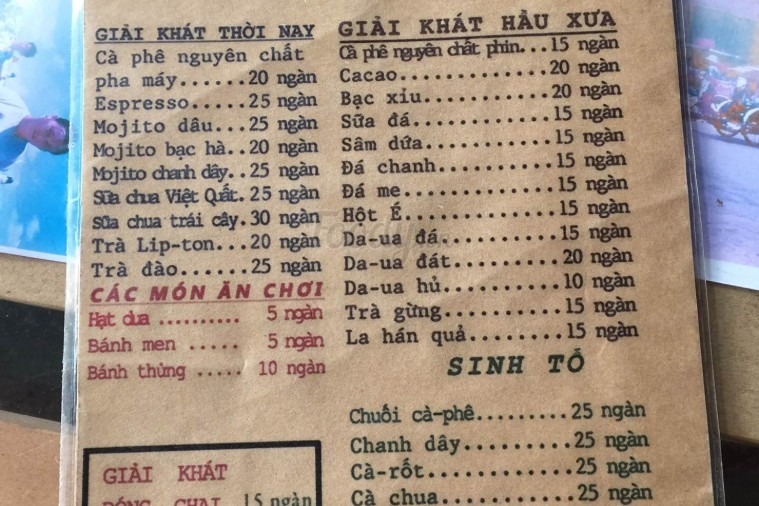 GIẢI KHÁT THỜI NAY
Cà phê nguyên chất
pha máy......20 ngàn
Espresso.....25 ngàn
Mojito dâu...25 ngàn
Mojito bạc hà..20 ngàn
Mojito chanh dây...25 ngàn
Sữa chua Việt Quất.25 ngàn
Sữa chua trái cây.30 ngàn
Trà Lip-ton...20 ngàn
Trà đào......25 ngàn
CÁC MÓN ĂN CHƠI
Hạt dưa .......... 5 ngàn
Bánh men ..... 5 ngàn
Bánh thủng ..... 10 ngàn
GIẢI KHÁT
ĐÓNG CHAI 15 ngàn
GIẢI KHÁT HẦU XƯA
Cà phê nguyên chất phin...15 ngàn
Cacao...........20 ngàn
Bạc xỉu.........20 ngàn
Sữa đá..........15 ngàn
Sâm dứa.........15 ngàn
Đá chanh........15 ngàn
Đá me...........15 ngàn
Hột É...........15 ngàn
Da-ua đá........15 ngàn
Da-ua đát.......20 ngàn
Da-ua hủ........10 ngàn
Trà gừng........15 ngàn
La hán quả......15 ngàn
SINH TỐ
Chuối cà-phê........25 ngàn
Chanh dây..........25 ngàn
Cà-rốt............25 ngàn
Cà chua...........25 ngàn